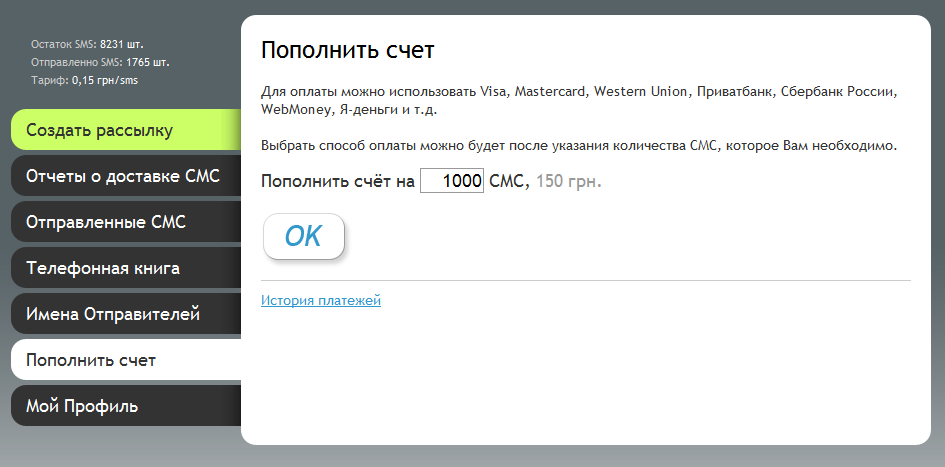 Остаток SMS: 8231 шт.
Отправленно SMS: 1765 шт.
Тариф: 0,15 грн/sms
Создать рассылку
Отчеты о доставке СМС
Отправленные СМС
Телефонная книга
Имена Отправителей
Пополнить счет
Мой Профиль
Пополнить счет
Для оплаты можно использовать Visa, Mastercard, Western Union, Приватбанк, Сбербанк России,
WebMoney, Я-деньги и т.д.
Выбрать способ оплаты можно будет после указания количества СМС, которое Вам необходимо.
Пополнить счёт на 1000 СМС, 150 грн.
OK
История платежей